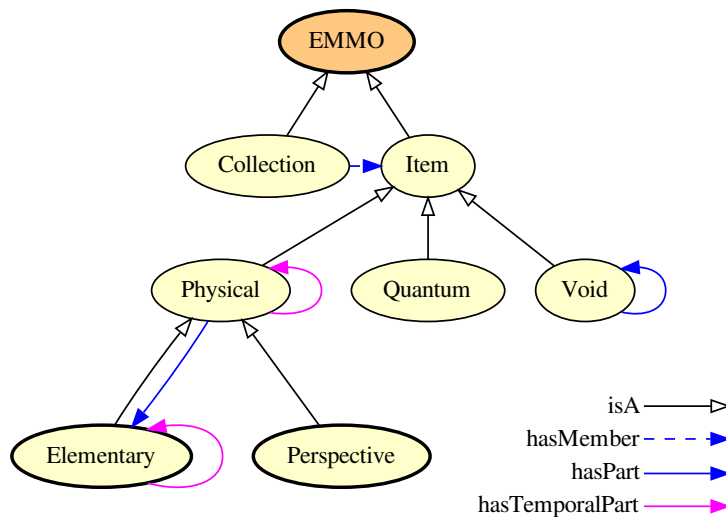 EMMO
Collection
Item
Physical
Quantum
Void
Elementary
Perspective
isA
hasMember
hasPart
hasTemporalPart